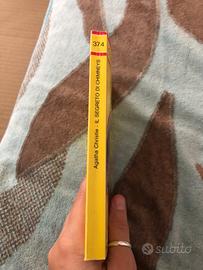 374
Agatha Christie - IL SEGRETO DI CHIMNEYS
subito